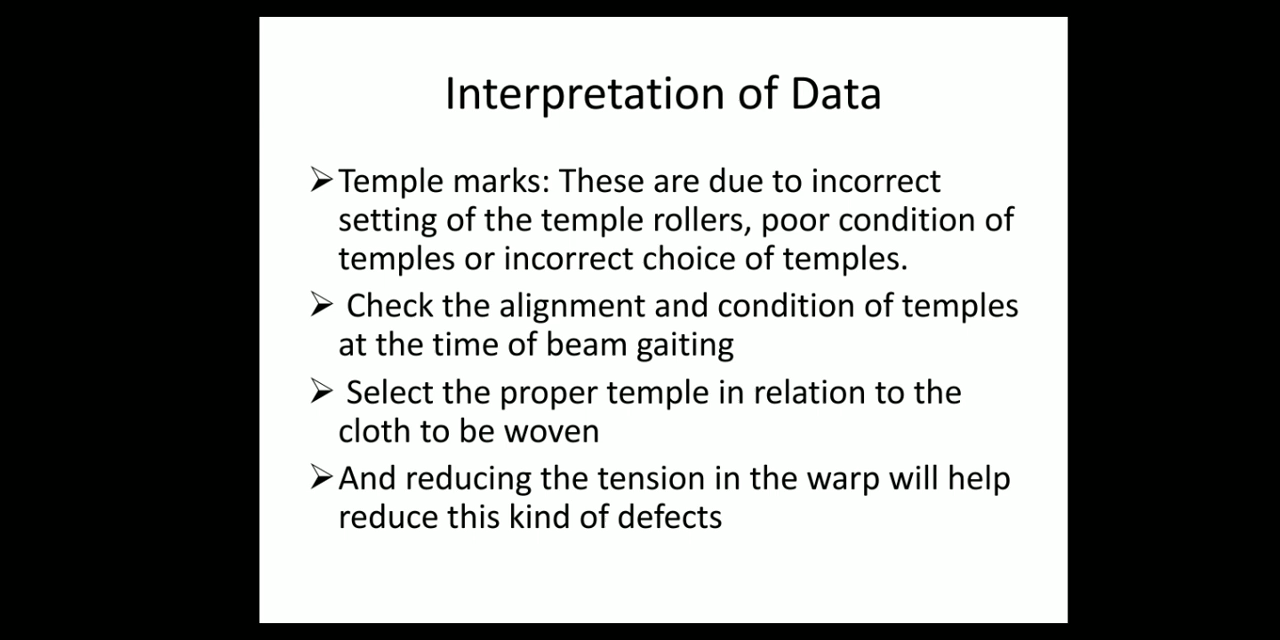 Interpretation of Data
➢Temple marks: These are due to incorrect
setting of the temple rollers, poor condition of
temples or incorrect choice of temples.
➢ Check the alignment and condition of temples
at the time of beam gaiting
➢ Select the proper temple in relation to the
cloth to be woven
➢And reducing the tension in the warp will help
reduce this kind of defects